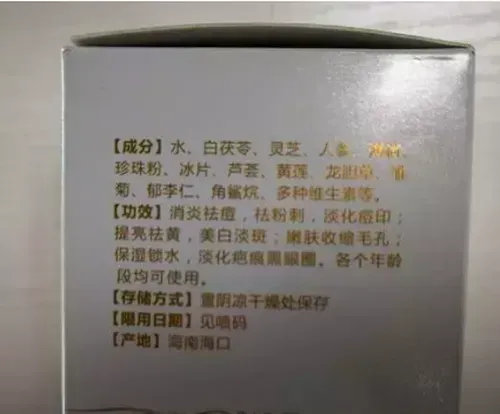 【成分】水、白茯苓、灵芝、人参、
珍珠粉、冰片、芦荟、黄莲、龙胆草、
菊、郁李仁、角鲨烷、多种维生素等。
【功效】消炎祛痘，祛粉刺，淡化痘印；
提亮祛黄，美白淡斑；嫩肤收缩毛孔；
保湿锁水，淡化疤痕黑眼圈。各个年龄
段均可使用。
【存储方式】置阴凉干燥处保存
【限用日期】见喷码
【产地】海南海口